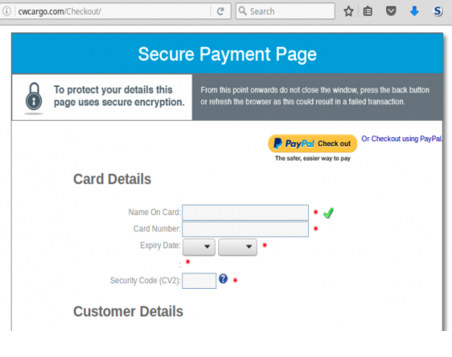 cwcargo.com/Checkout/
Search
Secure Payment Page
To protect your details this
page uses secure encryption.
From this point onwards do not close the window, press the back button
or refresh the browser as this could result in a failed transaction.
PayPal Check out
The safer, easier way to pay
Or Checkout using PayPal.
Card Details
Name On Card: *
Card Number: *
Expiry Date: *
: *
Security Code (CV2): ? *
Customer Details